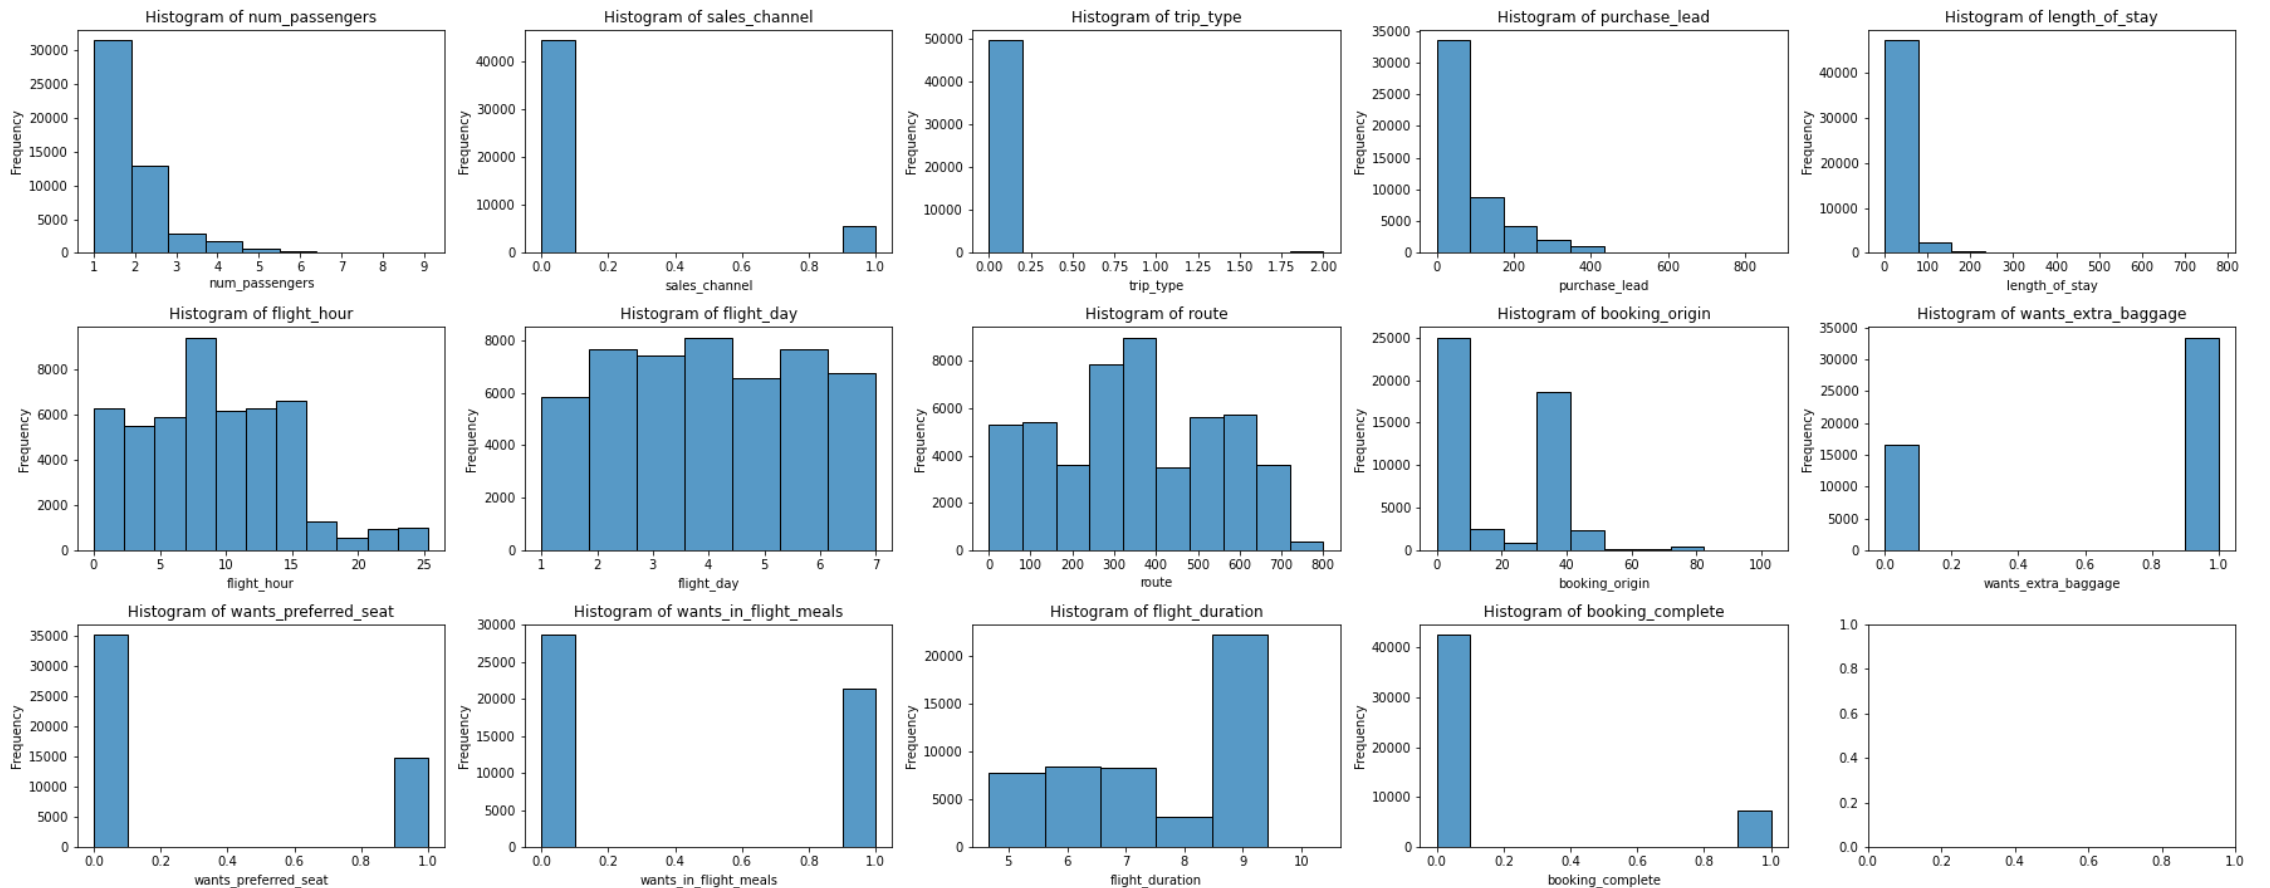 Histogram of num_passengers
30000
25000
20000
15000
10000
5000
0
Frequency
1 2 3 4 5 6 7 8 9
num_passengers
Histogram of sales_channel
40000
30000
20000
10000
0
Frequency
0.0 0.2 0.4 0.6 0.8 1.0
sales_channel
Histogram of trip_type
50000
40000
30000
20000
10000
0
Frequency
0.00 0.25 0.50 0.75 1.00 1.25 1.50 1.75 2.00
trip_type
Histogram of purchase_lead
35000
30000
25000
20000
15000
10000
5000
0
Frequency
0 200 400 600 800
purchase_lead
Histogram of length_of_stay
40000
30000
20000
10000
0
Frequency
0 100 200 300 400 500 600 700 800
length_of_stay
Histogram of flight_hour
8000
6000
4000
2000
0
Frequency
0 5 10 15 20 25
flight_hour
Histogram of flight_day
8000
6000
4000
2000
0
Frequency
1 2 3 4 5 6 7
flight_day
Histogram of route
8000
6000
4000
2000
0
Frequency
0 100 200 300 400 500 600 700 800
route
Histogram of booking_origin
25000
20000
15000
10000
5000
0
Frequency
0 20 40 60 80 100
booking_origin
Histogram of wants_extra_baggage
35000
30000
25000
20000
15000
10000
5000
0
Frequency
0.0 0.2 0.4 0.6 0.8 1.0
wants_extra_baggage
Histogram of wants_preferred_seat
35000
30000
25000
20000
15000
10000
5000
0
Frequency
0.0 0.2 0.4 0.6 0.8 1.0
wants_preferred_seat
Histogram of wants_in_flight_meals
30000
25000
20000
15000
10000
5000
0
Frequency
0.0 0.2 0.4 0.6 0.8 1.0
wants_in_flight_meals
Histogram of flight_duration
20000
15000
10000
5000
0
Frequency
5 6 7 8 9 10
flight_duration
Histogram of booking_complete
40000
30000
20000
10000
0
Frequency
0.0 0.2 0.4 0.6 0.8 1.0
booking_complete
1.0
0.8
0.6
0.4
0.2
0.0
0.0 0.2 0.4 0.6 0.8 1.0